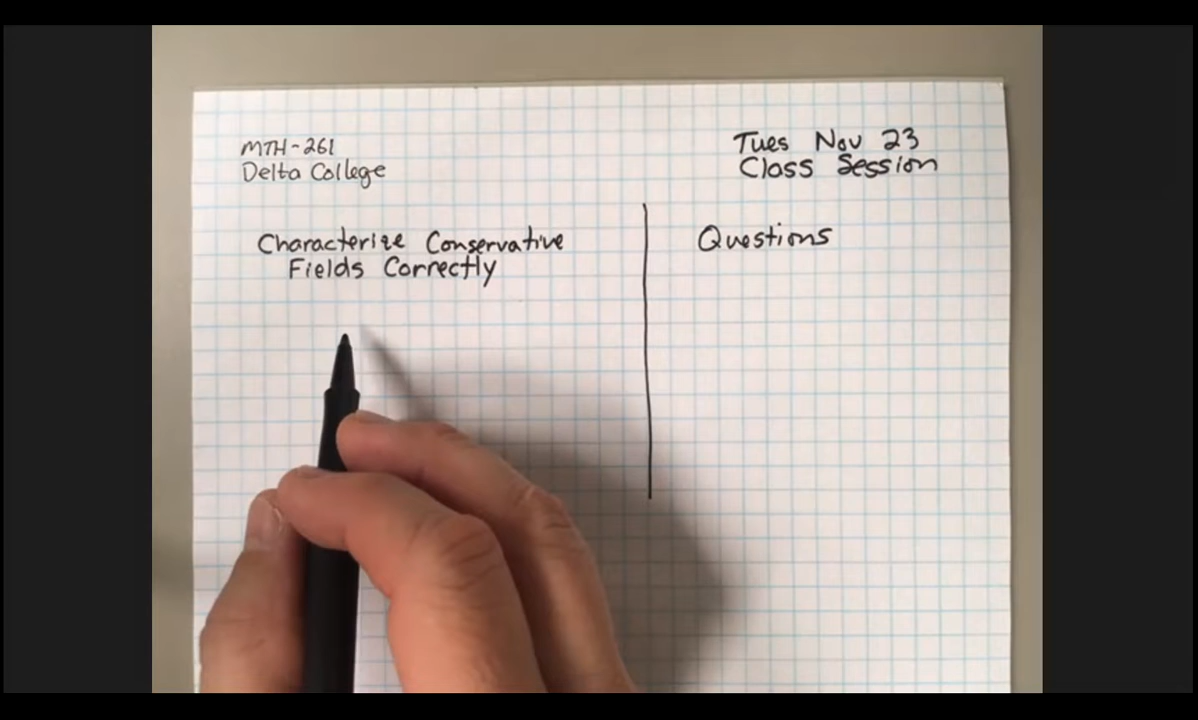 MTH-261
Delta College
Tues Nov 23
Class Session
Characterize Conservative
Fields Correctly
Questions